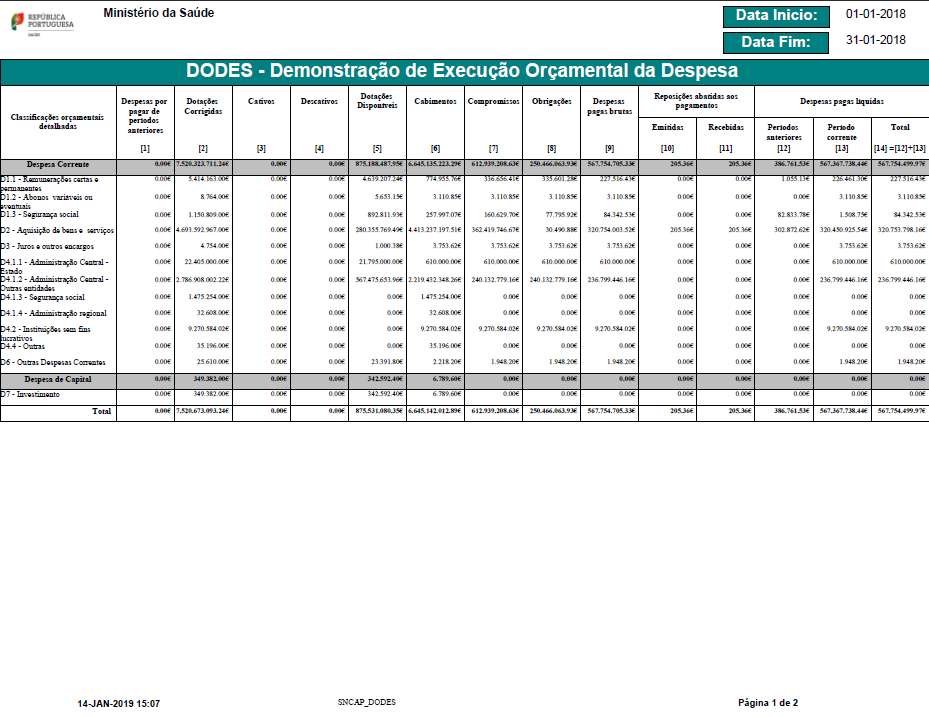 REPÚBLICA
PORTUGUESA
SAÚDE
Ministério da Saúde
Data Inicio: 01-01-2018
Data Fim: 31-01-2018
DODES - Demonstração de Execução Orçamental da Despesa
Classificações orçamentais detalhadas
Despesas por pagar de períodos anteriores [1]
Dotações Corrigidas [2]
Cativos [3]
Descativos [4]
Dotações Disponíveis [5]
Cabimentos [6]
Compromissos [7]
Obrigações [8]
Despesas pagas brutas [9]
Reposições abatidas aos pagamentos
Emitidas [10]
Recebidas [11]
Despesas pagas líquidas
Períodos anteriores [12]
Período corrente [13]
Total [14] =[12]+[13]
Despesa Corrente 0.00€ 7.520.323.711.24€ 0.00€ 0.00€ 875.188.487.95€ 6.645.135.223.29€ 612.939.208.63€ 250.466.063.93€ 567.754.705.33€ 205.36€ 205.36€ 386.761.53€ 567.367.738.44€ 567.754.499.97€
D1.1 - Remunerações certas e permanentes 0.00€ 5.414.163.00€ 0.00€ 0.00€ 4.639.207.24€ 774.955.76€ 336.656.41€ 335.601.28€ 227.516.43€ 0.00€ 0.00€ 1.055.13€ 226.461.30€ 227.516.43€
D1.2 - Abonos variáveis ou eventuais 0.00€ 8.764.00€ 0.00€ 0.00€ 5.653.15€ 3.110.85€ 3.110.85€ 3.110.85€ 3.110.85€ 0.00€ 0.00€ 0.00€ 3.110.85€ 3.110.85€
D1.3 - Segurança social 0.00€ 1.150.809.00€ 0.00€ 0.00€ 892.811.93€ 257.997.07€ 160.629.70€ 77.795.92€ 84.342.53€ 0.00€ 0.00€ 82.833.78€ 1.508.75€ 84.342.53€
D2 - Aquisição de bens e serviços 0.00€ 4.693.592.967.00€ 0.00€ 0.00€ 280.355.769.49€ 4.413.237.197.51€ 362.419.746.67€ 30.490.88€ 320.754.003.52€ 205.36€ 205.36€ 302.872.62€ 320.450.925.54€ 320.753.798.16€
D3 - Juros e outros encargos 0.00€ 4.754.00€ 0.00€ 0.00€ 1.000.38€ 3.753.62€ 3.753.62€ 3.753.62€ 3.753.62€ 0.00€ 0.00€ 0.00€ 3.753.62€ 3.753.62€
D4.1.1 - Administração Central - Estado 0.00€ 22.405.000.00€ 0.00€ 0.00€ 21.795.000.00€ 610.000.00€ 610.000.00€ 610.000.00€ 610.000.00€ 0.00€ 0.00€ 0.00€ 610.000.00€ 610.000.00€
D4.1.2 - Administração Central - Outras entidades 0.00€ 2.786.908.002.22€ 0.00€ 0.00€ 567.475.653.96€ 2.219.432.348.26€ 240.132.779.16€ 240.132.779.16€ 236.799.446.16€ 0.00€ 0.00€ 0.00€ 236.799.446.16€ 236.799.446.16€
D4.1.3 - Segurança social 0.00€ 1.475.254.00€ 0.00€ 0.00€ 0.00€ 1.475.254.00€ 0.00€ 0.00€ 0.00€ 0.00€ 0.00€ 0.00€ 0.00€ 0.00€
D4.1.4 - Administração regional 0.00€ 32.608.00€ 0.00€ 0.00€ 0.00€ 32.608.00€ 0.00€ 0.00€ 0.00€ 0.00€ 0.00€ 0.00€ 0.00€ 0.00€
D4.2 - Instituições sem fins lucrativos 0.00€ 9.270.584.02€ 0.00€ 0.00€ 0.00€ 9.270.584.02€ 9.270.584.02€ 9.270.584.02€ 9.270.584.02€ 0.00€ 0.00€ 0.00€ 9.270.584.02€ 9.270.584.02€
D4.4 - Outras 0.00€ 35.196.00€ 0.00€ 0.00€ 0.00€ 35.196.00€ 0.00€ 0.00€ 0.00€ 0.00€ 0.00€ 0.00€ 0.00€ 0.00€
D6 - Outras Despesas Correntes 0.00€ 25.610.00€ 0.00€ 0.00€ 23.391.80€ 2.218.20€ 1.948.20€ 1.948.20€ 1.948.20€ 0.00€ 0.00€ 0.00€ 1.948.20€ 1.948.20€
Despesa de Capital 0.00€ 349.382.00€ 0.00€ 0.00€ 342.592.40€ 6.789.60€ 0.00€ 0.00€ 0.00€ 0.00€ 0.00€ 0.00€ 0.00€ 0.00€
D7 - Investimento 0.00€ 349.382.00€ 0.00€ 0.00€ 342.592.40€ 6.789.60€ 0.00€ 0.00€ 0.00€ 0.00€ 0.00€ 0.00€ 0.00€ 0.00€
Total 0.00€ 7.520.673.093.24€ 0.00€ 0.00€ 875.531.080.35€ 6.645.142.012.89€ 612.939.208.63€ 250.466.063.93€ 567.754.705.33€ 205.36€ 205.36€ 386.761.53€ 567.367.738.44€ 567.754.499.97€
14-JAN-2019 15:07
SNCAP_DODES
Página 1 de 2